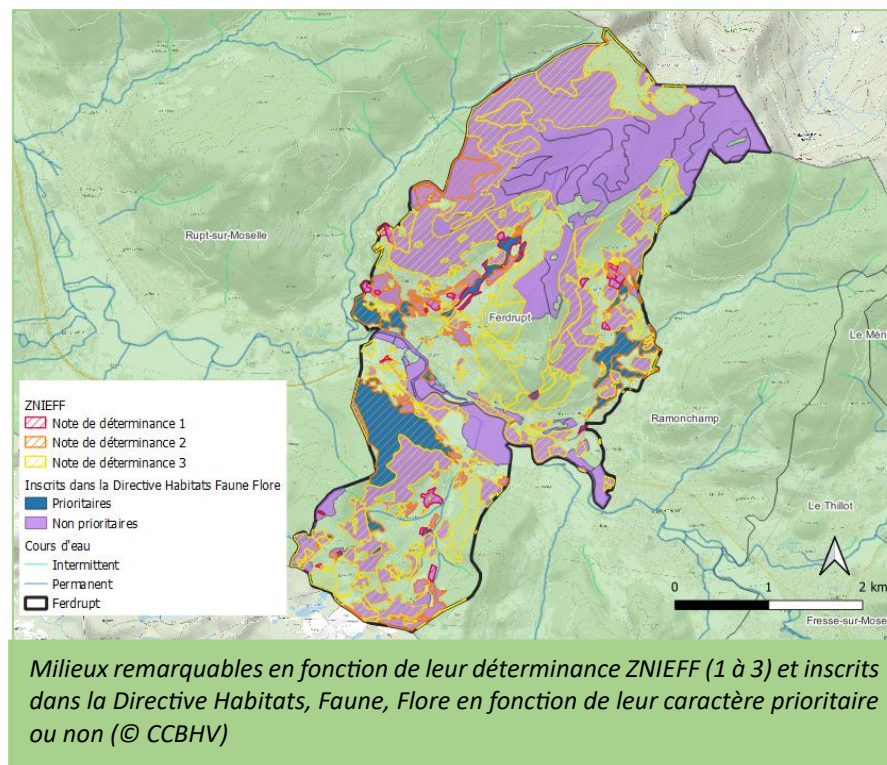 Rupt-sur-Moselle
Ferdrupt
Le Mén
Ramonchamp
Le Thillot
Fresse-sur-Mose
ZNIEFF
Note de déterminance 1
Note de déterminance 2
Note de déterminance 3
Inscrits dans la Directive Habitats Faune Flore
Prioritaires
Non prioritaires
Cours d'eau
Intermittent
Permanent
Ferdrupt
0 1 2 km
Milieux remarquables en fonction de leur déterminance ZNIEFF (1 à 3) et inscrits
dans la Directive Habitats, Faune, Flore en fonction de leur caractère prioritaire
ou non (© CCBHV)